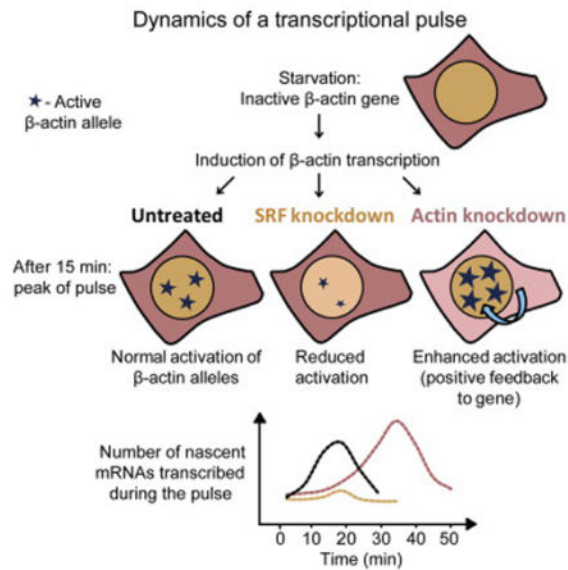 Dynamics of a transcriptional pulse
Starvation:
Inactive β-actin gene
★- Active
β-actin allele
Induction of β-actin transcription
Untreated
SRF knockdown
Actin knockdown
After 15 min:
peak of pulse
Normal activation of
β-actin alleles
Reduced
activation
Enhanced activation
(positive feedback
to gene)
Number of nascent
mRNAs transcribed
during the pulse
0 10 20 30 40 50
Time (min)